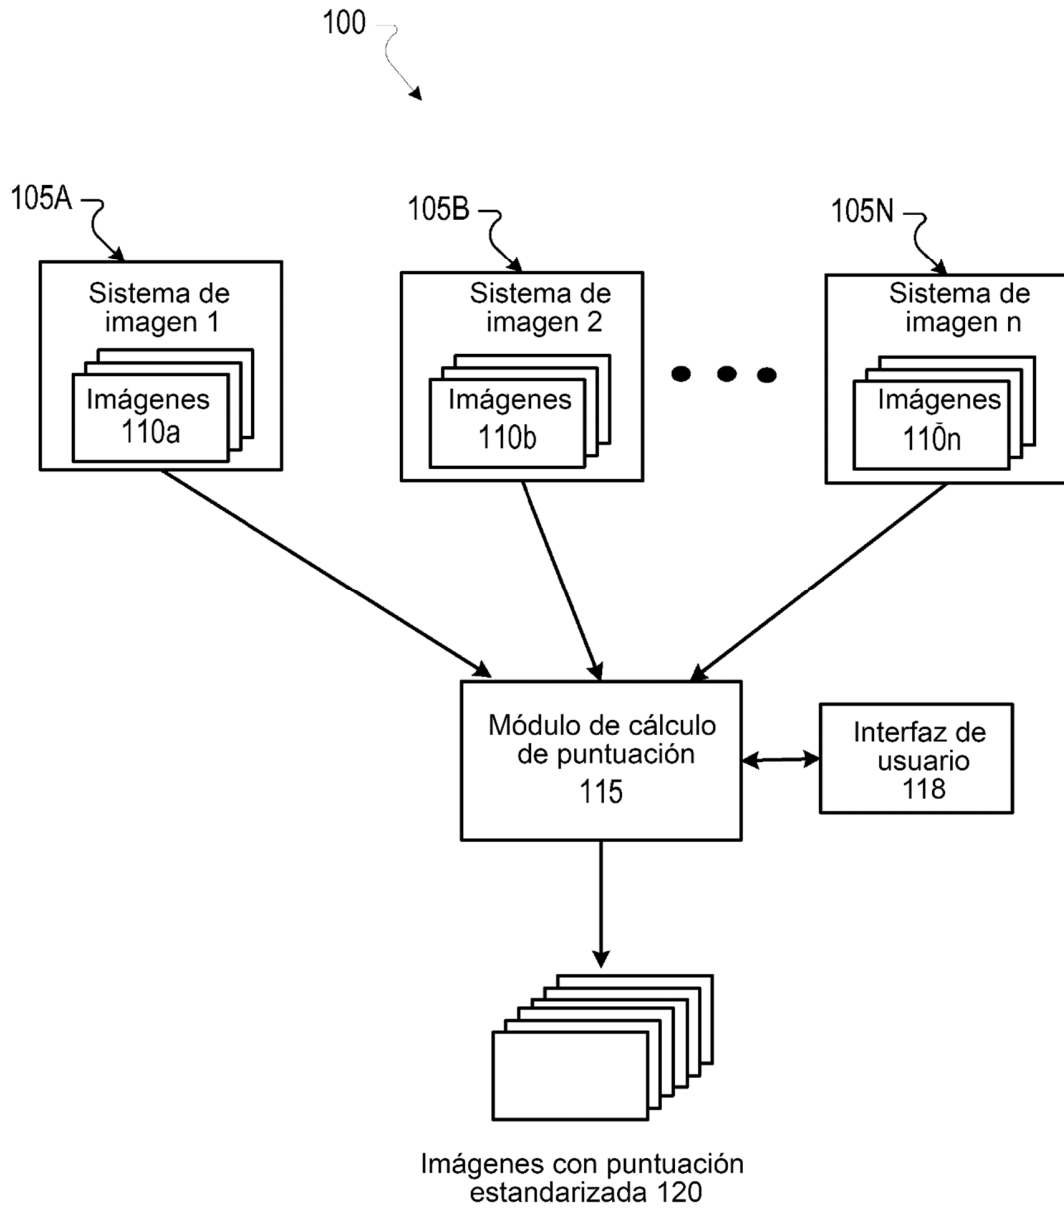 100
105A
105B
105N
Sistema de
imagen 1
Imágenes
110a
Sistema de
imagen 2
Imágenes
110b
Sistema de
imagen n
Imágenes
110n
Módulo de cálculo
de puntuación
115
Interfaz de
usuario
118
Imágenes con puntuación
estandarizada 120